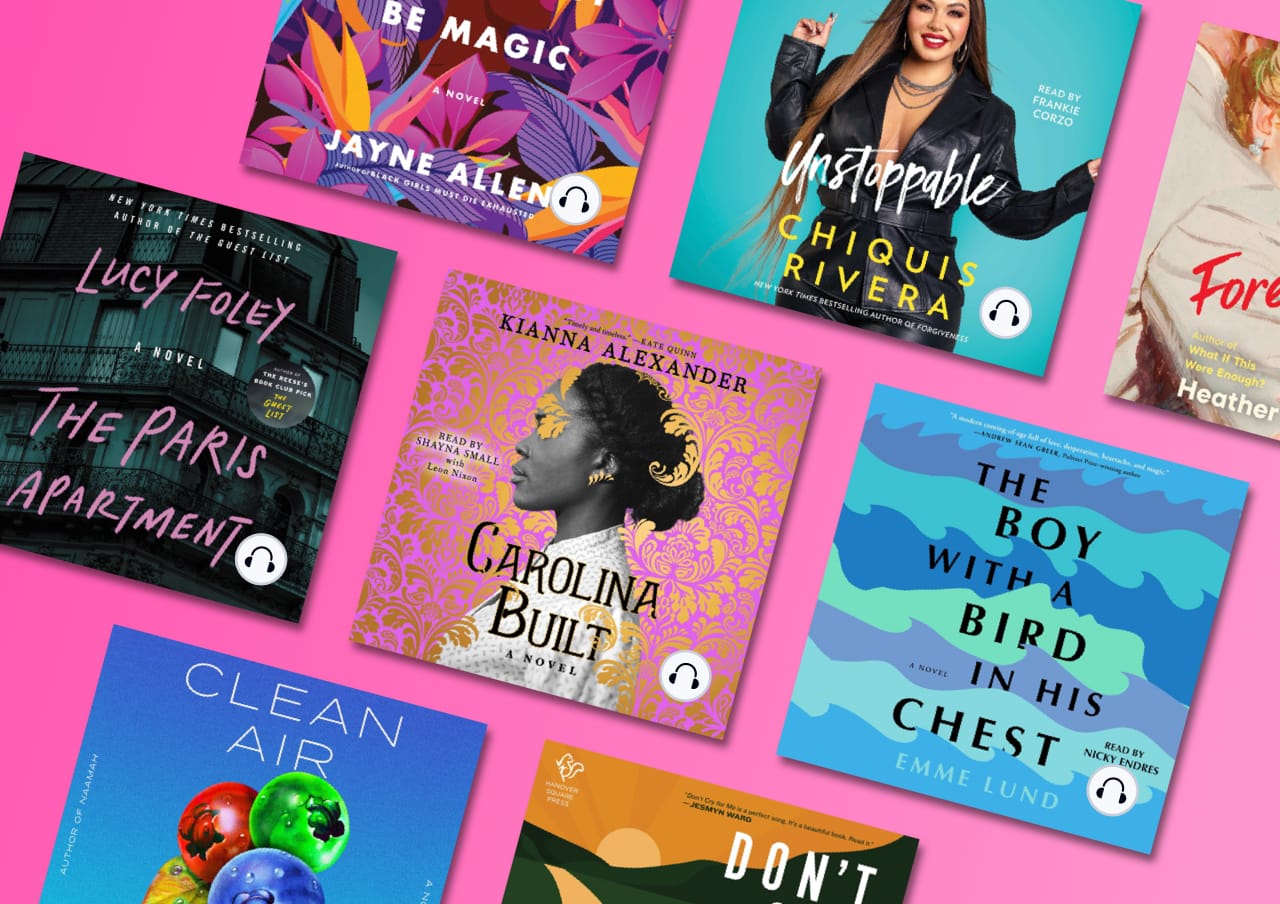 BE MAGIC
A NOVEL
JAYNE ALLEN
AUTHOR OF BLACK GIRLS MUST DIE EXHAUSTED
READ BY
FRANKIE
CORZO
Unstoppable
CHIQUIS
RIVERA
NEW YORK TIMES BESTSELLING AUTHOR OF FORGIVENESS
Fore
Author of
What If This
Were Enough?
Heather
NEW YORK TIMES BESTSELLING
AUTHOR OF THE GUEST LIST
LUCY FOLEY
A NOVEL
AUTHOR OF
THE REESE'S
BOOK CLUB PICK
THE
GUEST
LIST
THE PARIS
APARTMENT
"Timely and timeless." —KATE QUINN
KIANNA ALEXANDER
READ BY
SHAYNA SMALL
with
Leon Nixon
CAROLINA
BUILT
A NOVEL
"A modern coming-of-age full of love, desperation, heartache, and magic."
—ANDREW SEAN GREER, Pulitzer Prize–winning author
THE
BOY
WITH A
BIRD
IN HIS
CHEST
A NOVEL
READ BY
NICKY ENDRES
EMME LUND
CLEAN
AIR
AUTHOR OF NAAMAH
A NO
HANOVER
SQUARE
PRESS
"Don't Cry for Me is a perfect song. It's a beautiful book. Read it."
—JESMYN WARD
DON'T